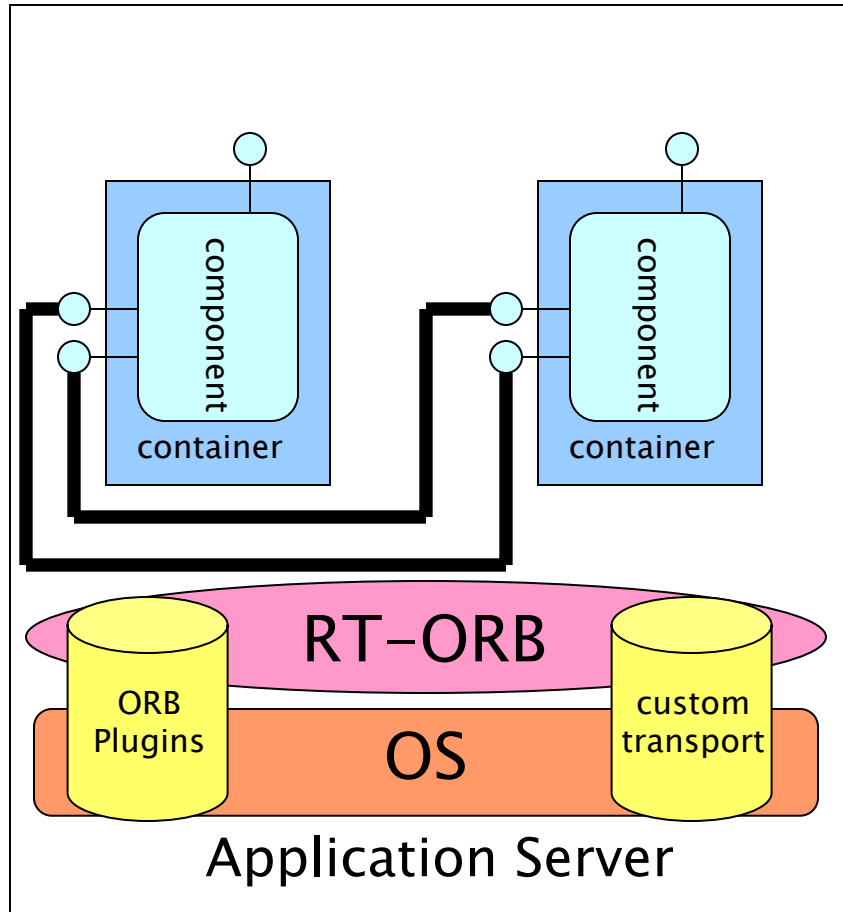 component
component
container
container
RT-ORB
ORB
Plugins
custom
transport
OS
Application Server